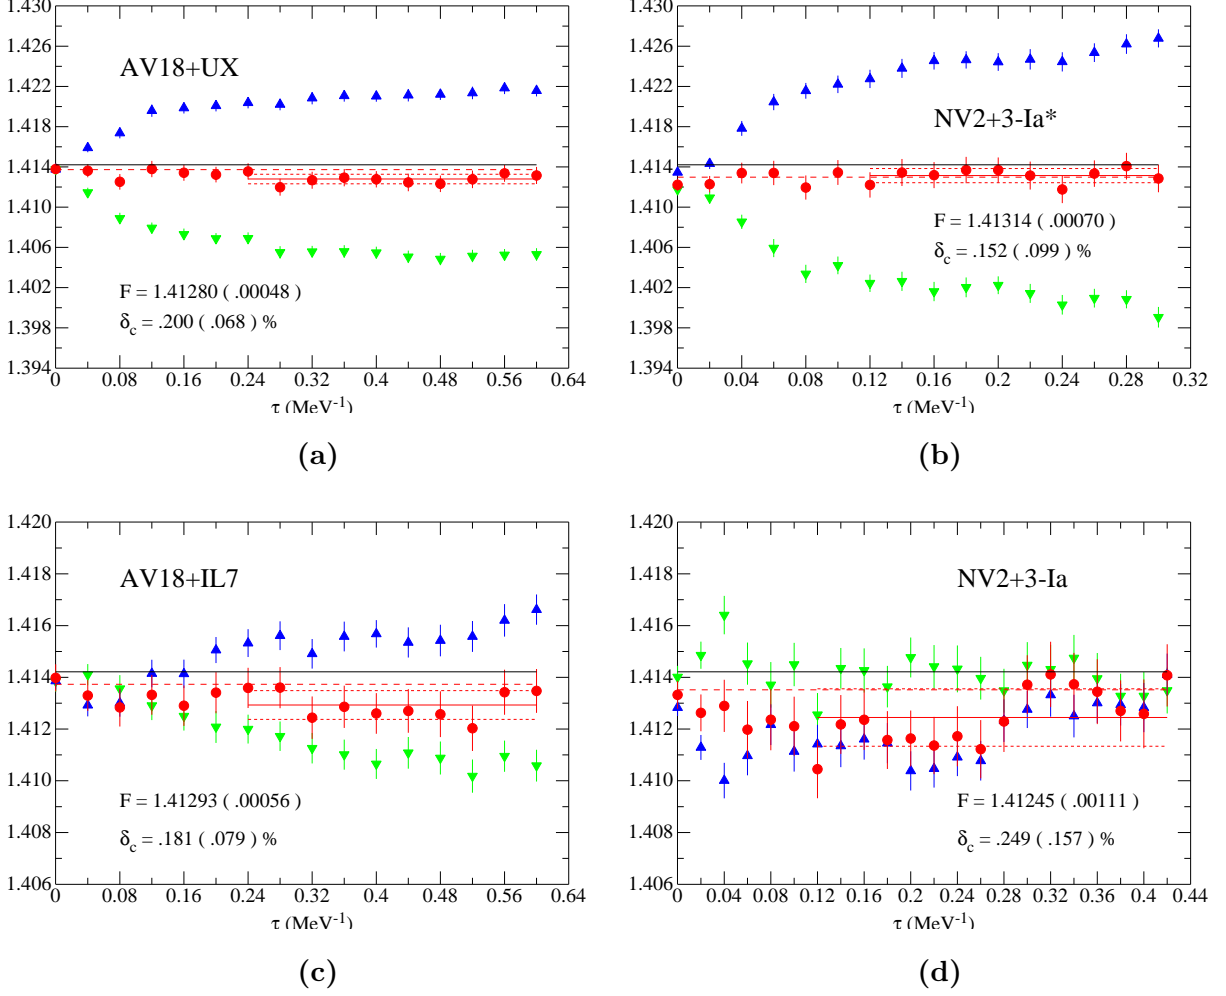 1.430
1.426
1.422
1.418
1.414
1.410
1.406
1.402
1.398
1.394
AV18+UX
F = 1.41280 ( .00048)
δc = .200 ( .068) %
0 0.08 0.16 0.24 0.32 0.4 0.48 0.56 0.64
τ (MeV-1)
(a)
1.430
1.426
1.422
1.418
1.414
1.410
1.406
1.402
1.398
1.394
NV2+3-Ia*
F = 1.41314 ( .00070)
δc = .152 ( .099) %
0 0.04 0.08 0.12 0.16 0.2 0.24 0.28 0.32
τ (MeV-1)
(b)
1.420
1.418
1.416
1.414
1.412
1.410
1.408
1.406
AV18+IL7
F = 1.41293 ( .00056)
δc = .181 ( .079) %
0 0.08 0.16 0.24 0.32 0.4 0.48 0.56 0.64
τ (MeV-1)
(c)
1.420
1.418
1.416
1.414
1.412
1.410
1.408
1.406
NV2+3-Ia
F = 1.41245 ( .00111)
δc = .249 ( .157) %
0 0.04 0.08 0.12 0.16 0.2 0.24 0.28 0.32 0.36 0.4 0.44
τ (MeV-1)
(d)